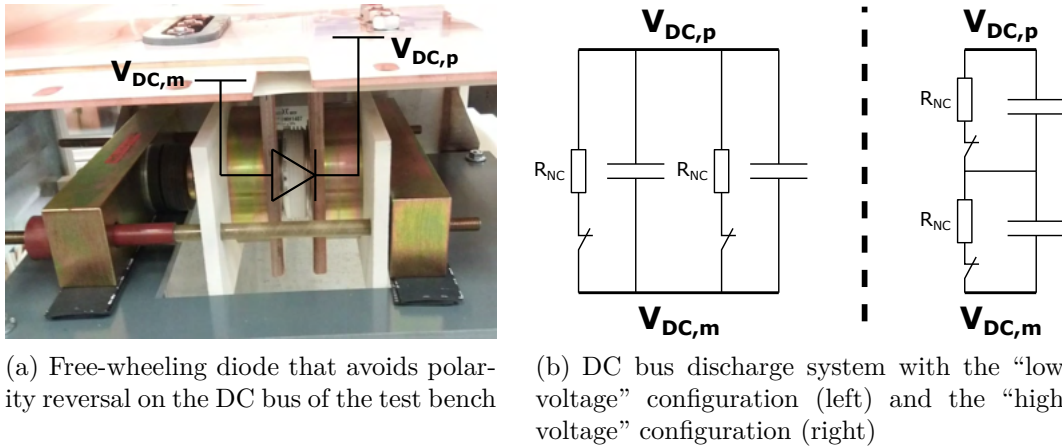 V_DC,m
V_DC,p
(a) Free-wheeling diode that avoids polar-
ity reversal on the DC bus of the test bench
V_DC,p
R_NC
R_NC
V_DC,m
V_DC,p
R_NC
R_NC
V_DC,m
(b) DC bus discharge system with the “low
voltage” configuration (left) and the “high
voltage” configuration (right)